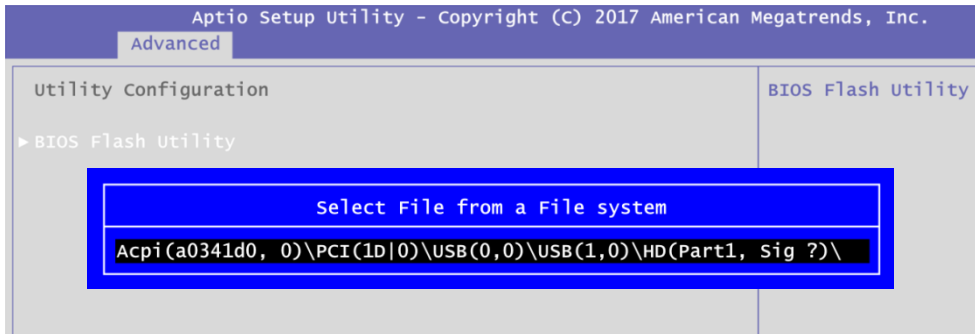 Aptio Setup Utility - Copyright (C) 2017 American Megatrends, Inc.
Advanced
Utility Configuration
BIOS Flash Utility
►BIOS Flash Utility
Select File from a File system
Acpi(a0341d0, 0)\PCI(1D|0)\USB(0,0)\USB(1,0)\HD(Part1, Sig ?)\